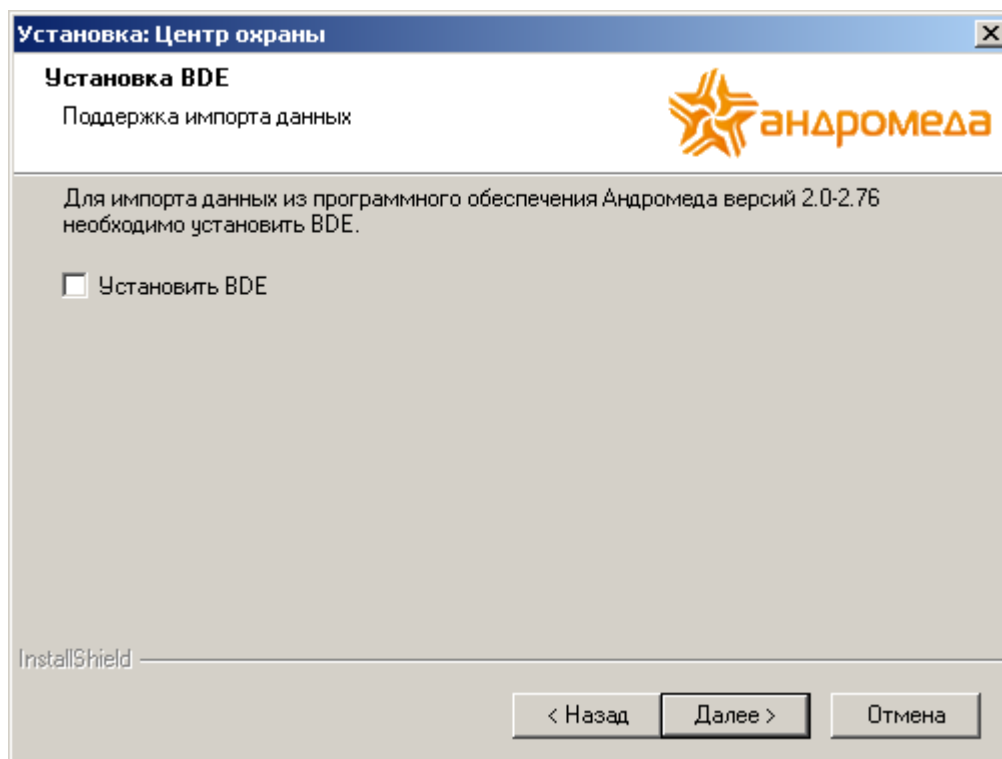 Установка: Центр охраны
Установка BDE
Поддержка импорта данных
андромеда
Для импорта данных из программного обеспечения Андромеда версий 2.0-2.76
необходимо установить BDE.
Установить BDE
InstallShield
< Назад
Далее >
Отмена